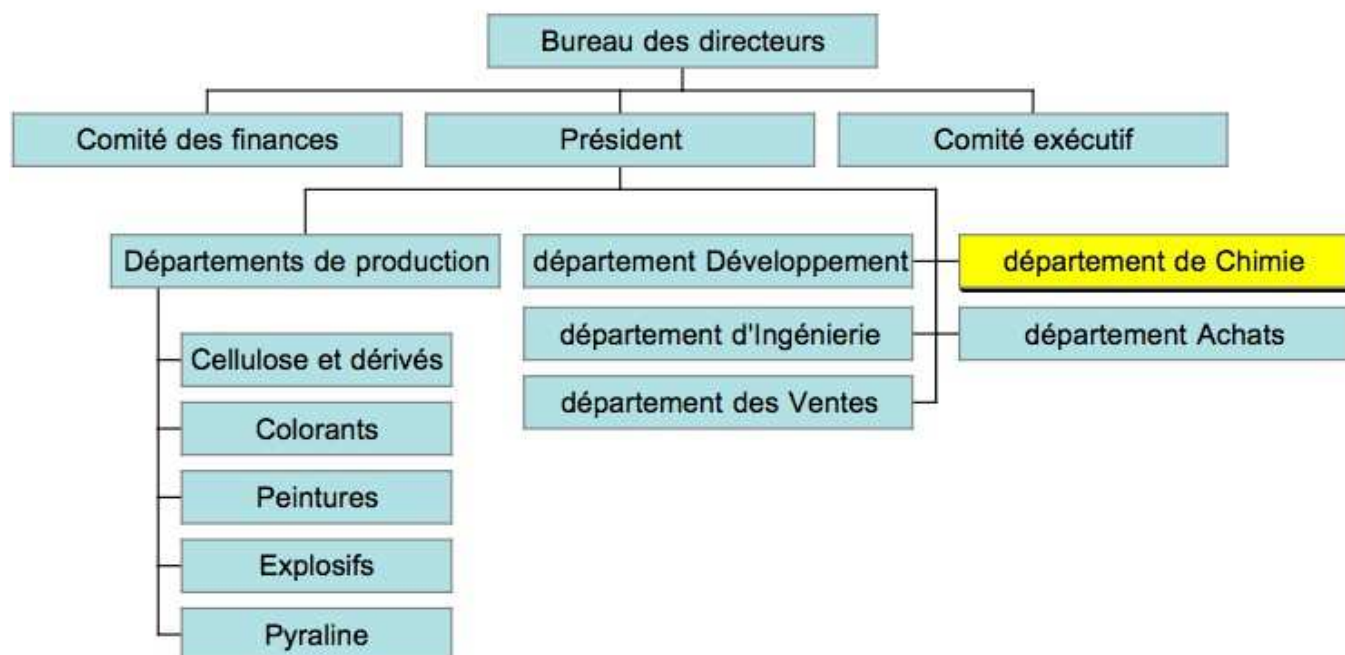 Bureau des directeurs
Comité des finances
Président
Comité exécutif
Départements de production
département Développement
département de Chimie
département d'Ingénierie
département Achats
département des Ventes
Cellulose et dérivés
Colorants
Peintures
Explosifs
Pyraline